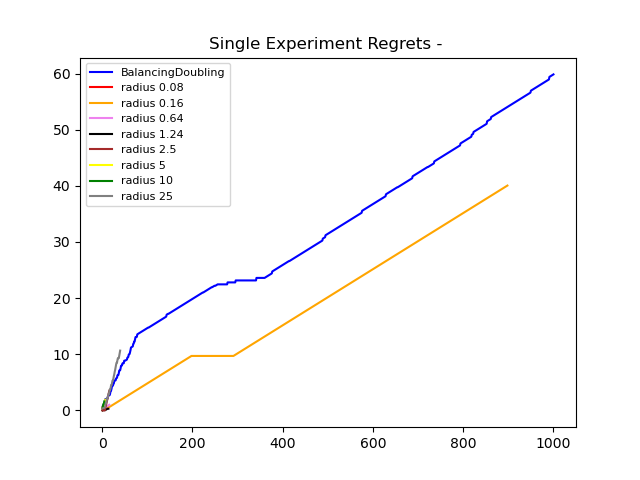 Single Experiment Regrets -
BalancingDoubling
radius 0.08
radius 0.16
radius 0.64
radius 1.24
radius 2.5
radius 5
radius 10
radius 25
60
50
40
30
20
10
0
0 200 400 600 800 1000